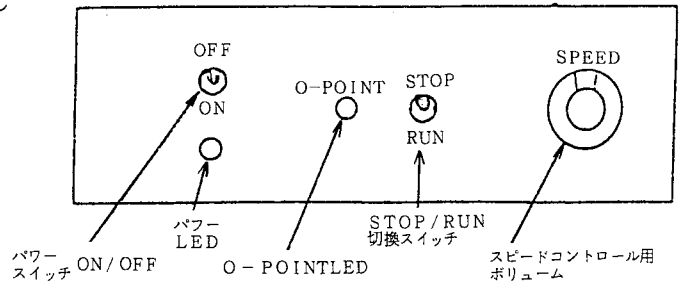 OFF
ON
O-POINT
STOP
RUN
SPEED
パワー
LED
STOP/RUN
切換スイッチ
パワー
スイッチ ON/OFF
O-POINTLED
スピードコントロール用
ボリューム